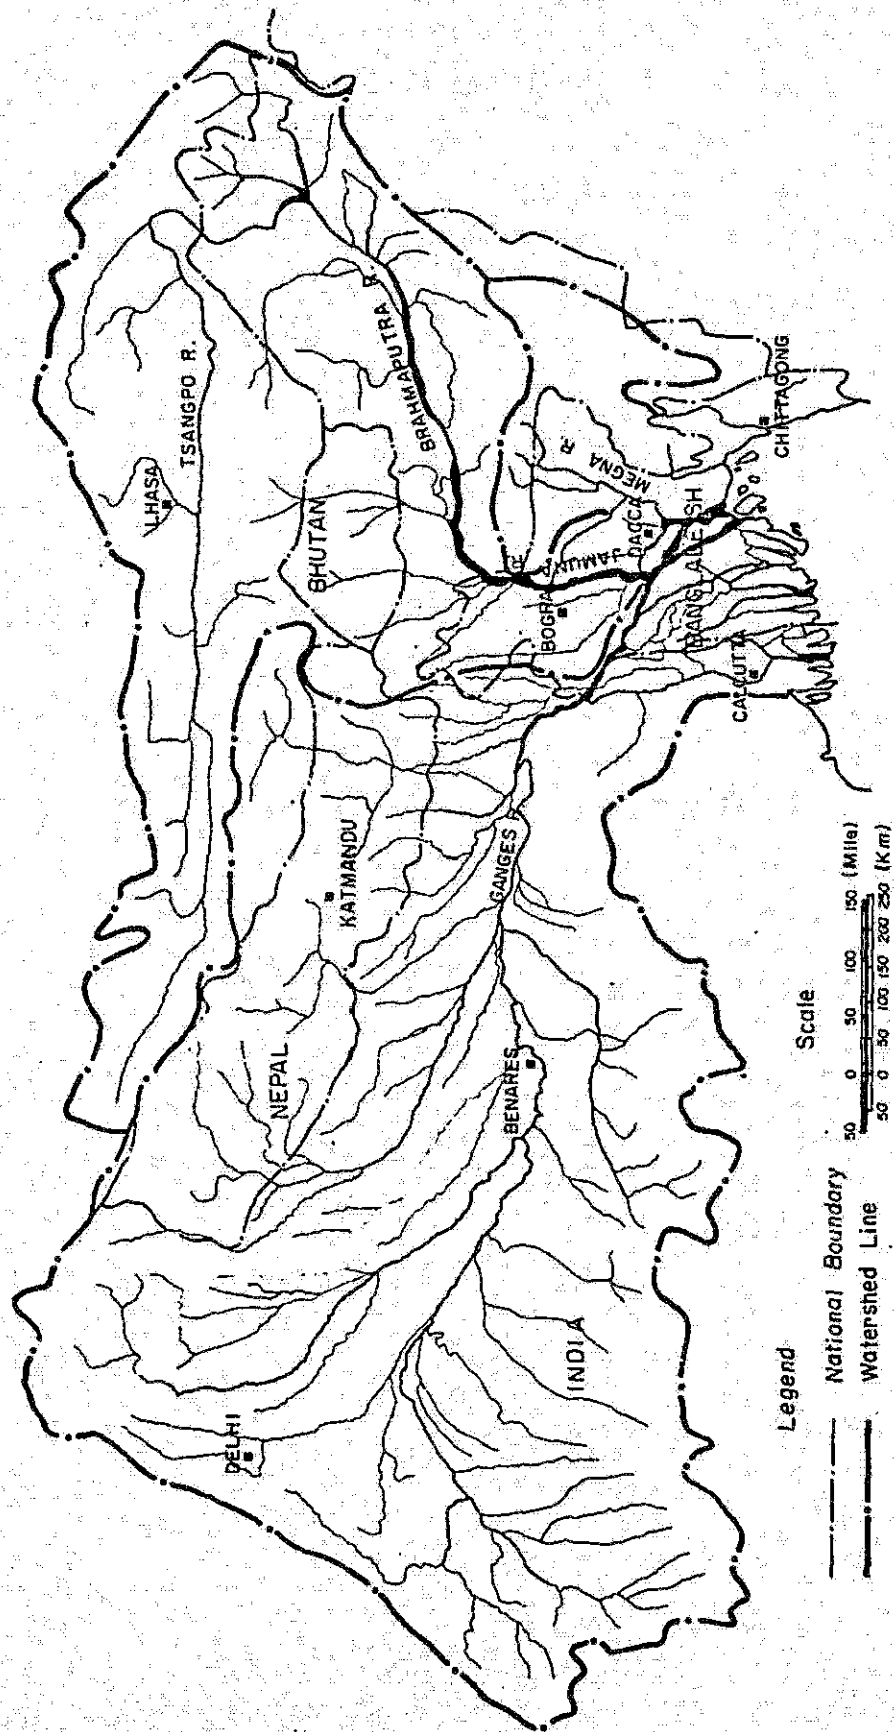 TSANGPO R.
LHASA
BHUTAN
BRAHMAPUTRA R.
MEGNA R
JAMUNA R.
DACCA
BANGLADESH
CHITTAGONG
BOGRA
CALCUTTA
KATMANDU
GANGES R
NEPAL
BENARES
DELHI
INDIA
Legend
National Boundary
Watershed Line
Scale
50 0 50 100 150 (Mile)
50 0 50 100 150 200 250 (Km)